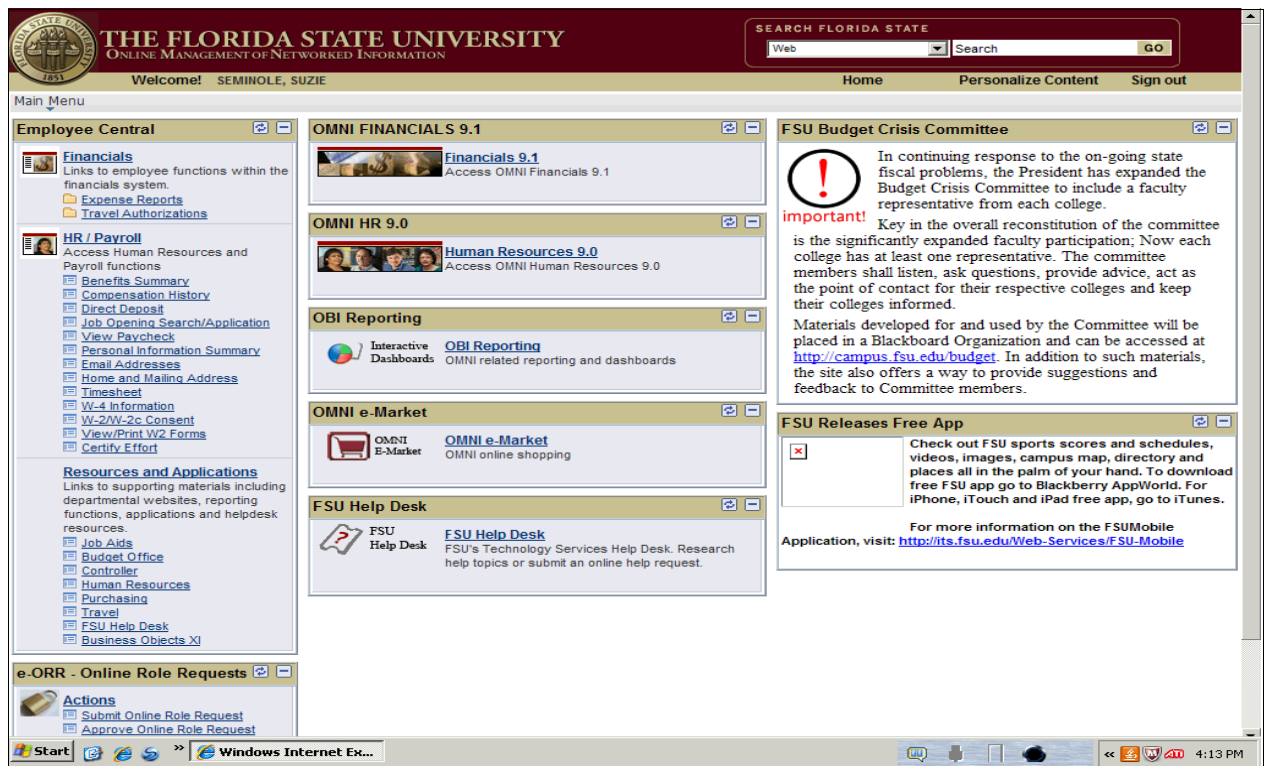 STATE UNI
1851
THE FLORIDA STATE UNIVERSITY
ONLINE MANAGEMENT OF NETWORKED INFORMATION
SEARCH FLORIDA STATE
Web
Search
GO
Welcome! SEMINOLE, SUZIE
Home
Personalize Content
Sign out
Main Menu
Employee Central
Financials
Links to employee functions within the
financials system.
Expense Reports
Travel Authorizations
HR / Payroll
Access Human Resources and
Payroll functions
Benefits Summary
Compensation History
Direct Deposit
Job Opening Search/Application
View Paycheck
Personal Information Summary
Email Addresses
Home and Mailing Address
Timesheet
W-4 Information
W-2/W-2c Consent
View/Print W2 Forms
Certify Effort
Resources and Applications
Links to supporting materials including
departmental websites, reporting
functions, applications and helpdesk
resources.
Job Aids
Budget Office
Controller
Human Resources
Purchasing
Travel
FSU Help Desk
Business Objects XI
e-ORR - Online Role Requests
Actions
Submit Online Role Request
Approve Online Role Request
OMNI FINANCIALS 9.1
Financials 9.1
Access OMNI Financials 9.1
OMNI HR 9.0
Human Resources 9.0
Access OMNI Human Resources 9.0
OBI Reporting
Interactive
Dashboards
OBI Reporting
OMNI related reporting and dashboards
OMNI e-Market
OMNI
E-Market
OMNI e-Market
OMNI online shopping
FSU Help Desk
FSU
Help Desk
FSU Help Desk
FSU's Technology Services Help Desk. Research
help topics or submit an online help request.
FSU Budget Crisis Committee
important!
In continuing response to the on-going state
fiscal problems, the President has expanded the
Budget Crisis Committee to include a faculty
representative from each college.
Key in the overall reconstitution of the committee
is the significantly expanded faculty participation; Now each
college has at least one representative. The committee
members shall listen, ask questions, provide advice, act as
the point of contact for their respective colleges and keep
their colleges informed.
Materials developed for and used by the Committee will be
placed in a Blackboard Organization and can be accessed at
http://campus.fsu.edu/budget. In addition to such materials,
the site also offers a way to provide suggestions and
feedback to Committee members.
FSU Releases Free App
Check out FSU sports scores and schedules,
videos, images, campus map, directory and
places all in the palm of your hand. To download
free FSU app go to Blackberry AppWorld. For
iPhone, iTouch and iPad free app, go to iTunes.
For more information on the FSUMobile
Application, visit: http://its.fsu.edu/Web-Services/FSU-Mobile
Start
Windows Internet Ex...
4:13 PM